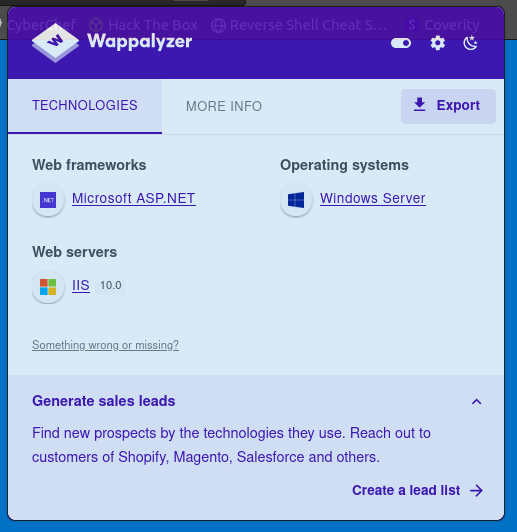 CyberChef Hack The Box Reverse Shell Cheat S... S Coverity
W Wappalyzer
TECHNOLOGIES MORE INFO Export
Web frameworks Operating systems
.NET Microsoft ASP.NET Windows Server
Web servers
IIS 10.0
Something wrong or missing?
Generate sales leads
Find new prospects by the technologies they use. Reach out to
customers of Shopify, Magento, Salesforce and others.
Create a lead list